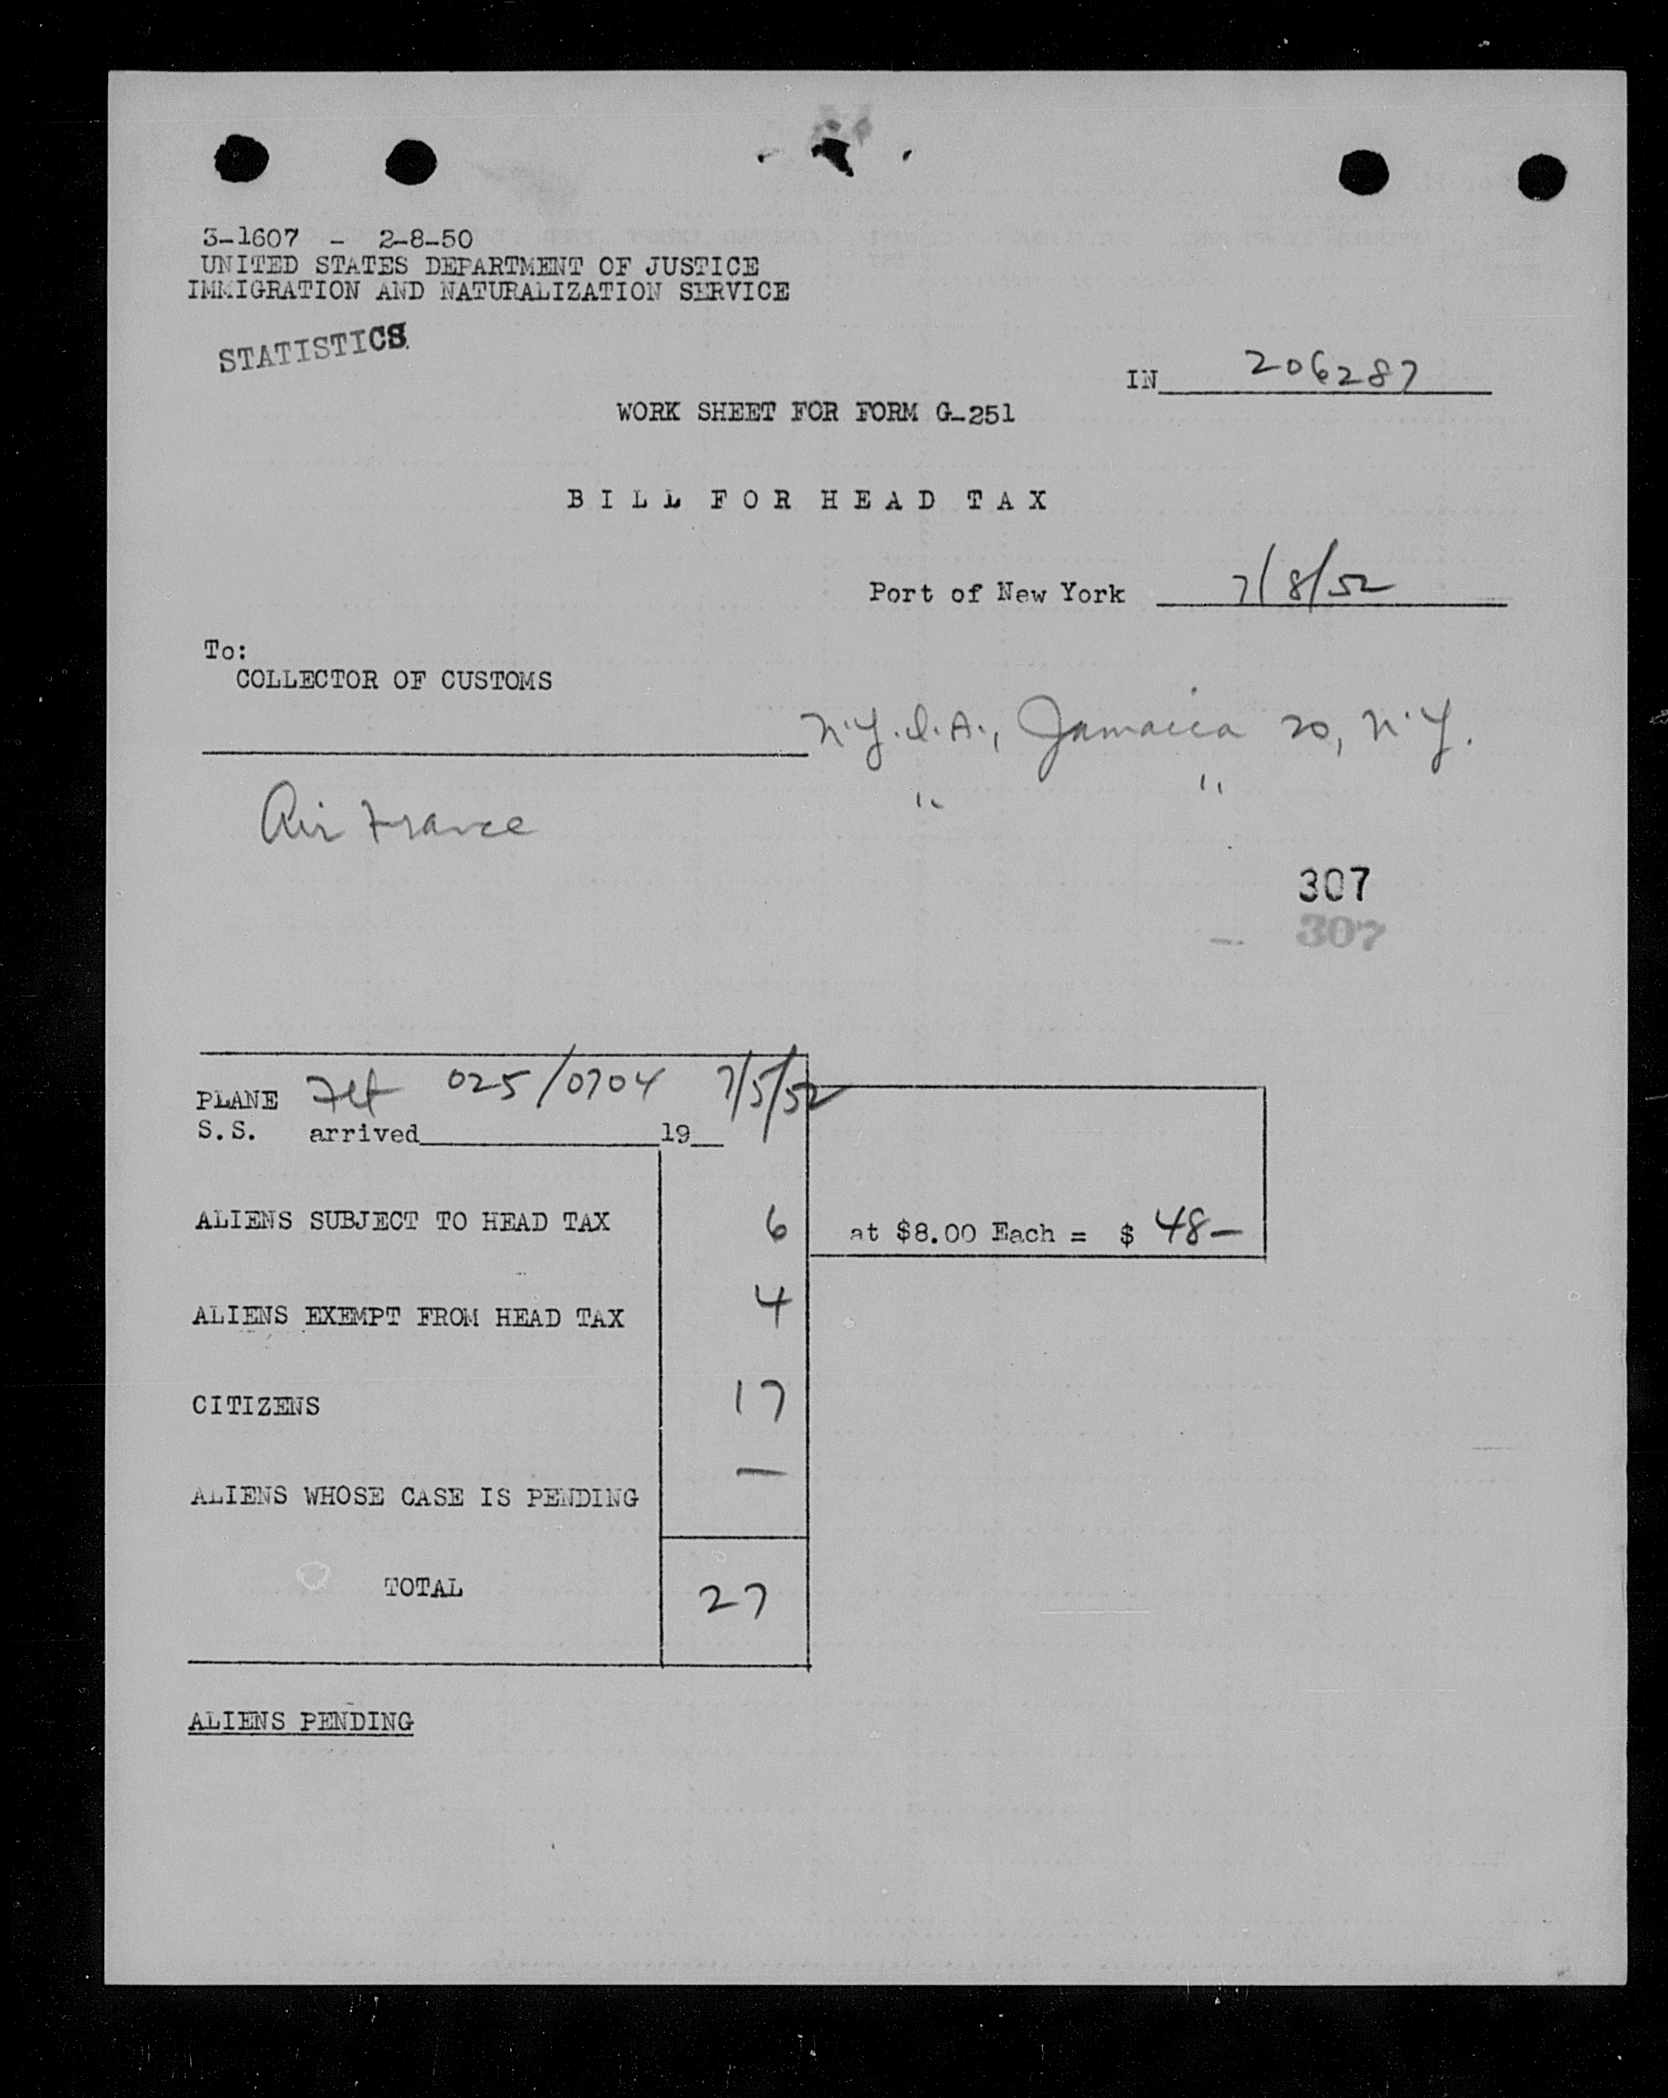 3-1607 - 2-8-50
UNITED STATES DEPARTMENT OF JUSTICE
IMMIGRATION AND NATURALIZATION SERVICE
STATISTICS
IN 206287
WORK SHEET FOR FORM G-251
BILL FOR HEAD TAX
Port of New York 7/8/52
To:
COLLECTOR OF CUSTOMS
N.Y.I.A., Jamaica 20, N.Y.
Air France " "
307
307
PLANE Flt 025/0704 7/5/52
S.S. arrived 19
ALIENS SUBJECT TO HEAD TAX 6 at $8.00 Each = $ 48-
ALIENS EXEMPT FROM HEAD TAX 4
CITIZENS 17
ALIENS WHOSE CASE IS PENDING -
TOTAL 27
ALIENS PENDING